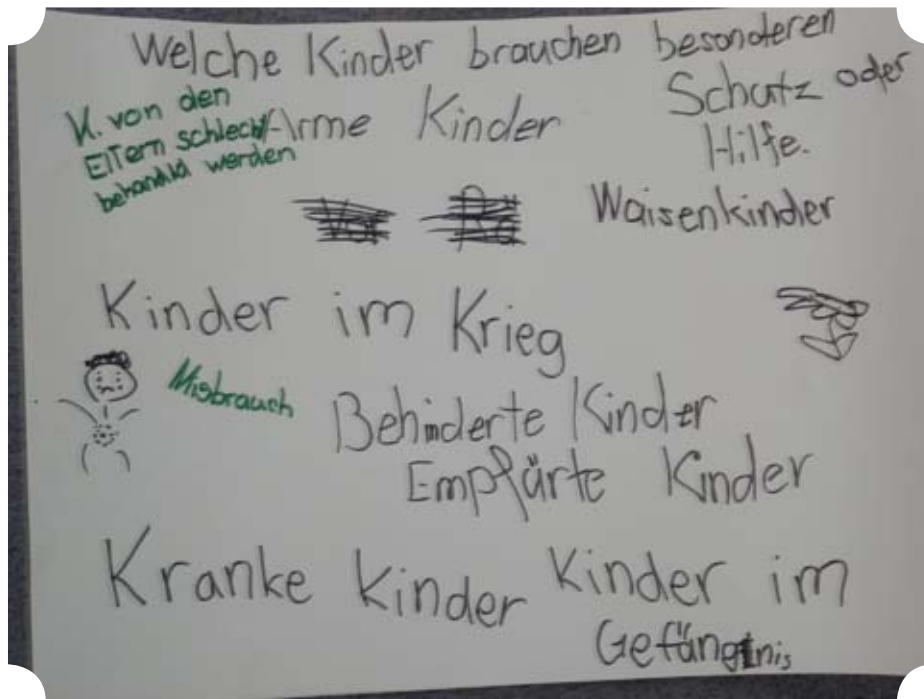 Welche Kinder brauchen besonderen
Schutz oder
Hilfe.
K. von den
Eltern schlecht
behandld werden
Arme Kinder
Waisenkinder
Kinder im Krieg
Misbrauch
Behinderte Kinder
Empfürte Kinder
Kranke Kinder
Kinder im
Gefängnis